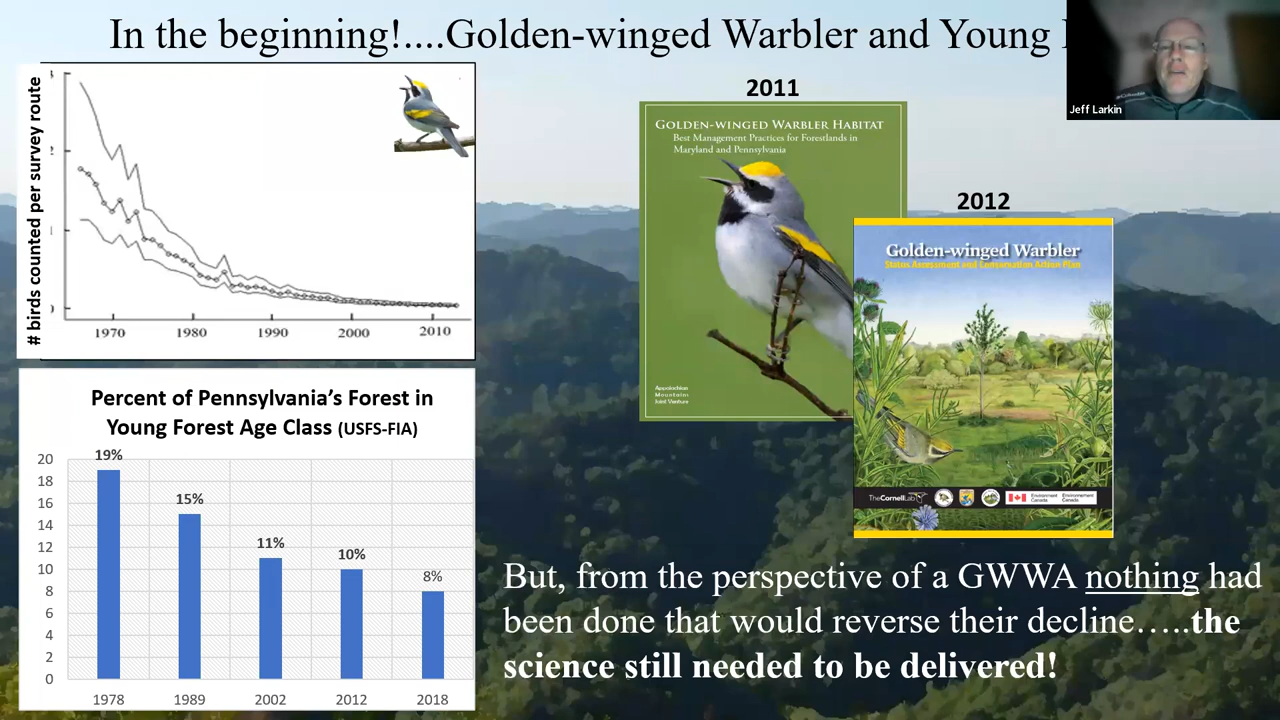 In the beginning!....Golden-winged Warbler and Young
Jeff Larkin
# birds counted per survey route
1970
1980
1990
2000
2010
2011
GOLDEN-WINGED WARBLER HABITAT
Best Management Practices for Forestlands in
Maryland and Pennsylvania
Appalachian
Mountains
Joint Venture
2012
Golden-winged Warbler
Status Assessment and Conservation Action Plan
TheCornellLab
Environment
Canada
Environnement
Canada
Percent of Pennsylvania's Forest in
Young Forest Age Class (USFS-FIA)
20
18
16
14
12
10
8
6
4
2
0
19%
15%
11%
10%
8%
1978
1989
2002
2012
2018
But, from the perspective of a GWWA nothing had
been done that would reverse their decline…..the
science still needed to be delivered!